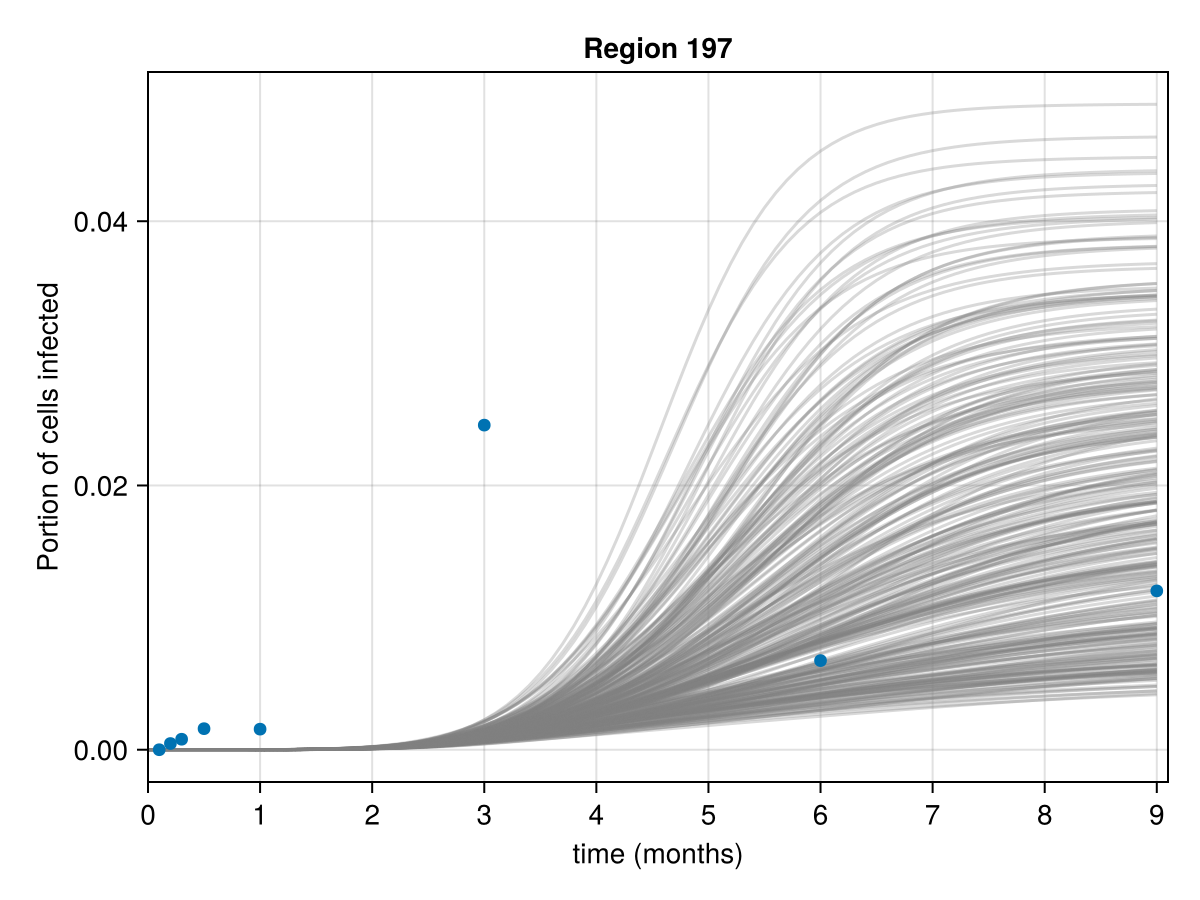 Region 197
Portion of cells infected
0.04
0.02
0.00
0 1 2 3 4 5 6 7 8 9
time (months)